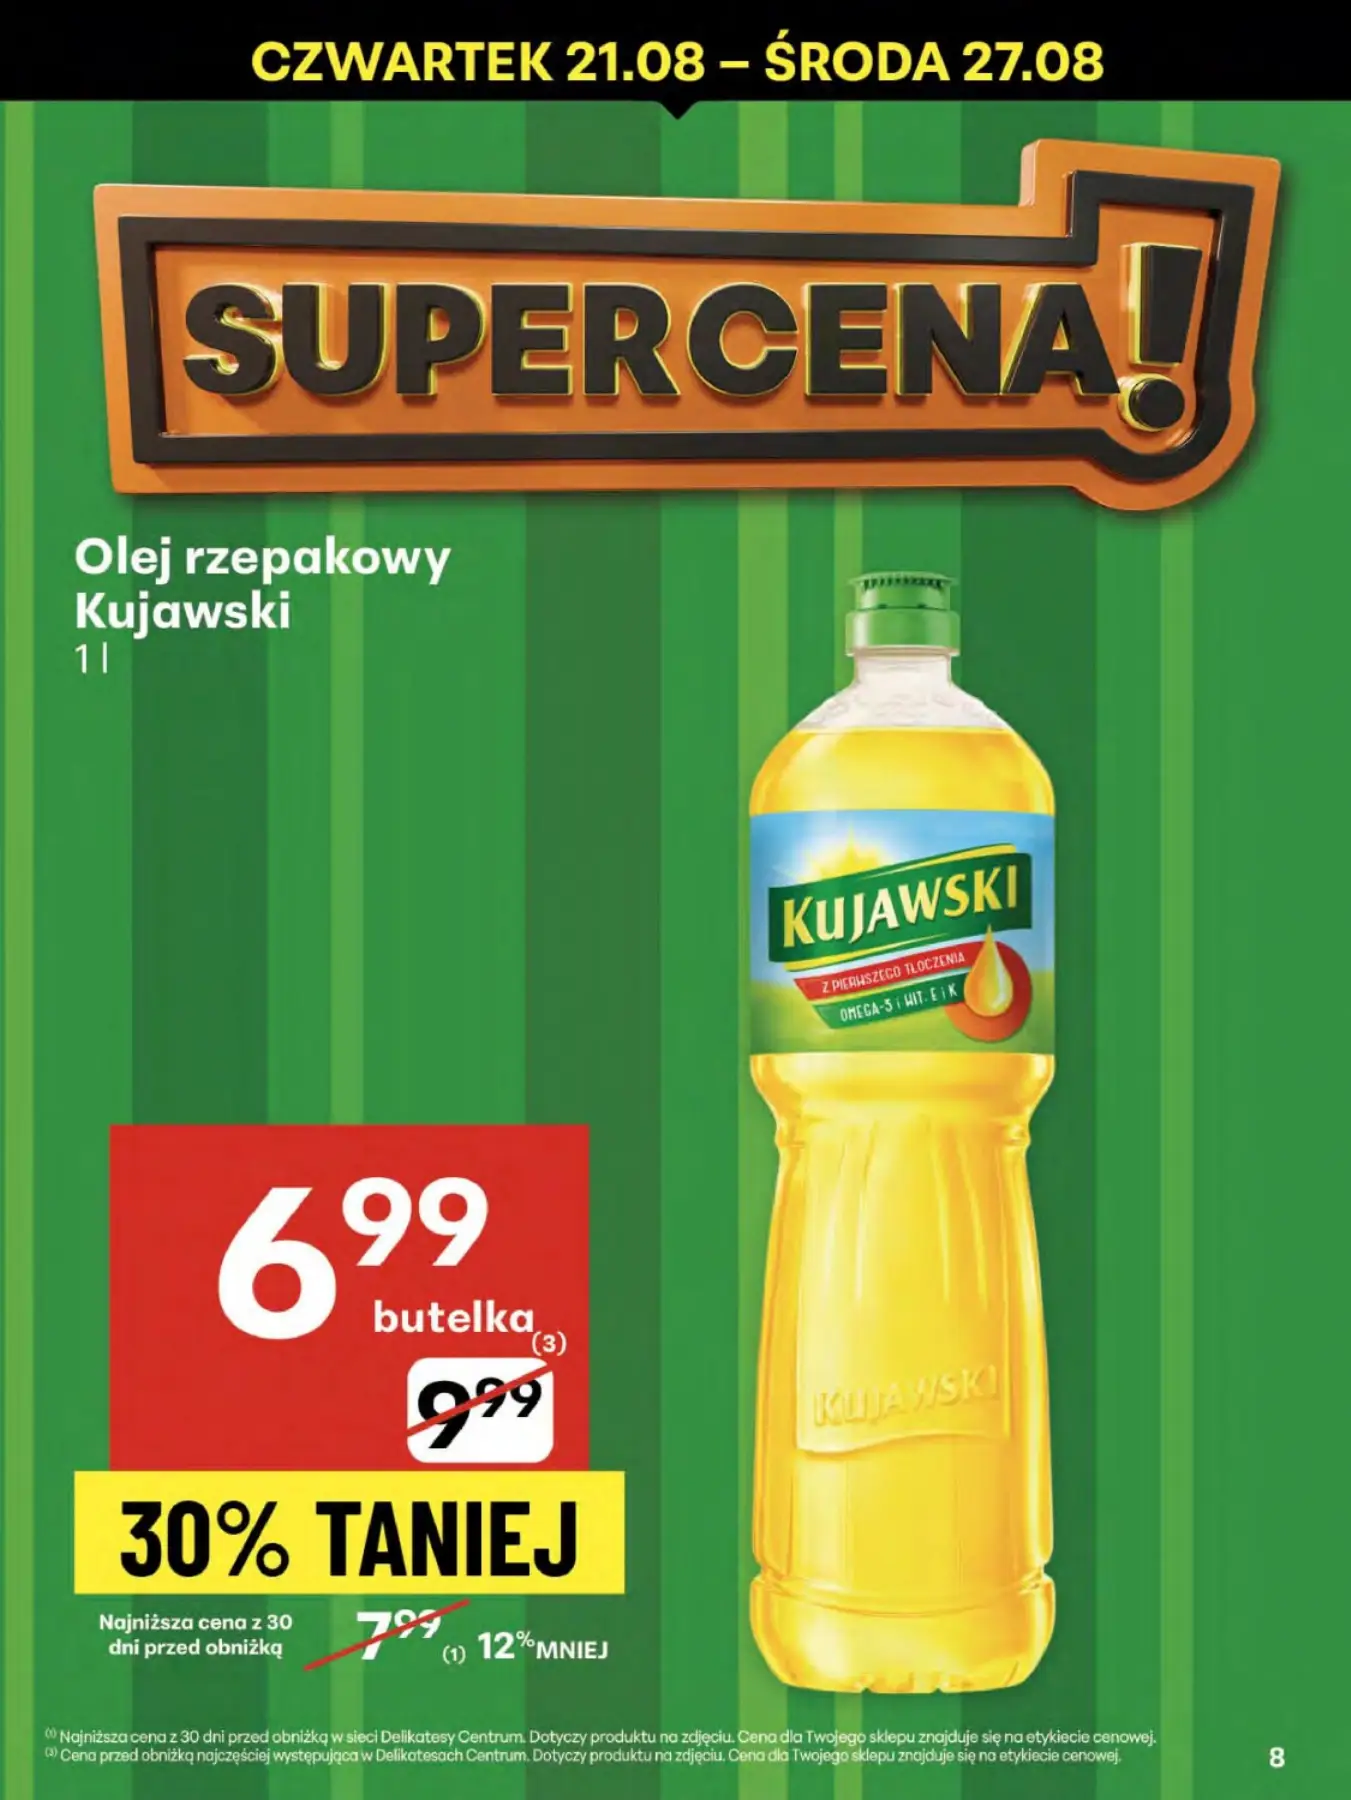 CZWARTEK 21.08 – ŚRODA 27.08
SUPERCENA!
Olej rzepakowy
Kujawski
1 l
KUJAWSKI
Z PIERWSZEGO TŁOCZENIA
OMEGA-3 i WIT. E i K
KUJAWSKI
6 99
butelka
(3)
9 99
30% TANIEJ
Najniższa cena z 30
dni przed obniżką
7 99 (1) 12% MNIEJ
(1) Najniższa cena z 30 dni przed obniżką w sieci Delikatesy Centrum. Dotyczy produktu na zdjęciu. Cena dla Twojego sklepu znajduje się na etykiecie cenowej.
(3) Cena przed obniżką najczęściej występująca w Delikatesach Centrum. Dotyczy produktu na zdjęciu. Cena dla Twojego sklepu znajduje się na etykiecie cenowej.
8